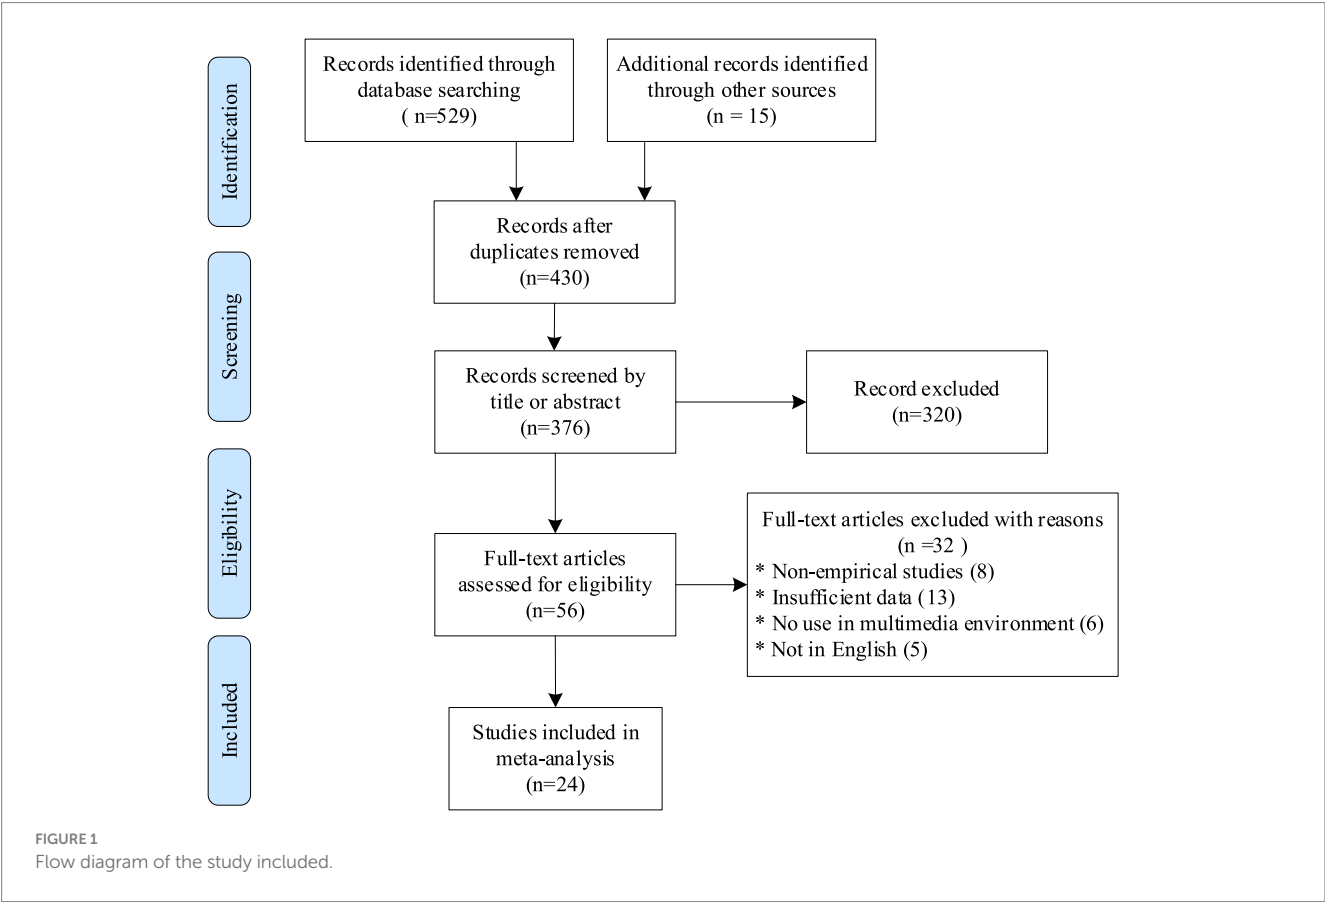 Identification
Records identified through
database searching
( n=529)
Additional records identified
through other sources
(n = 15)
Records after
duplicates removed
(n=430)
Screening
Records screened by
title or abstract
(n=376)
Record excluded
(n=320)
Eligibility
Full-text articles
assessed for eligibility
(n=56)
Full-text articles excluded with reasons
(n =32 )
* Non-empirical studies (8)
* Insufficient data (13)
* No use in multimedia environment (6)
* Not in English (5)
Included
Studies included in
meta-analysis
(n=24)
FIGURE 1
Flow diagram of the study included.